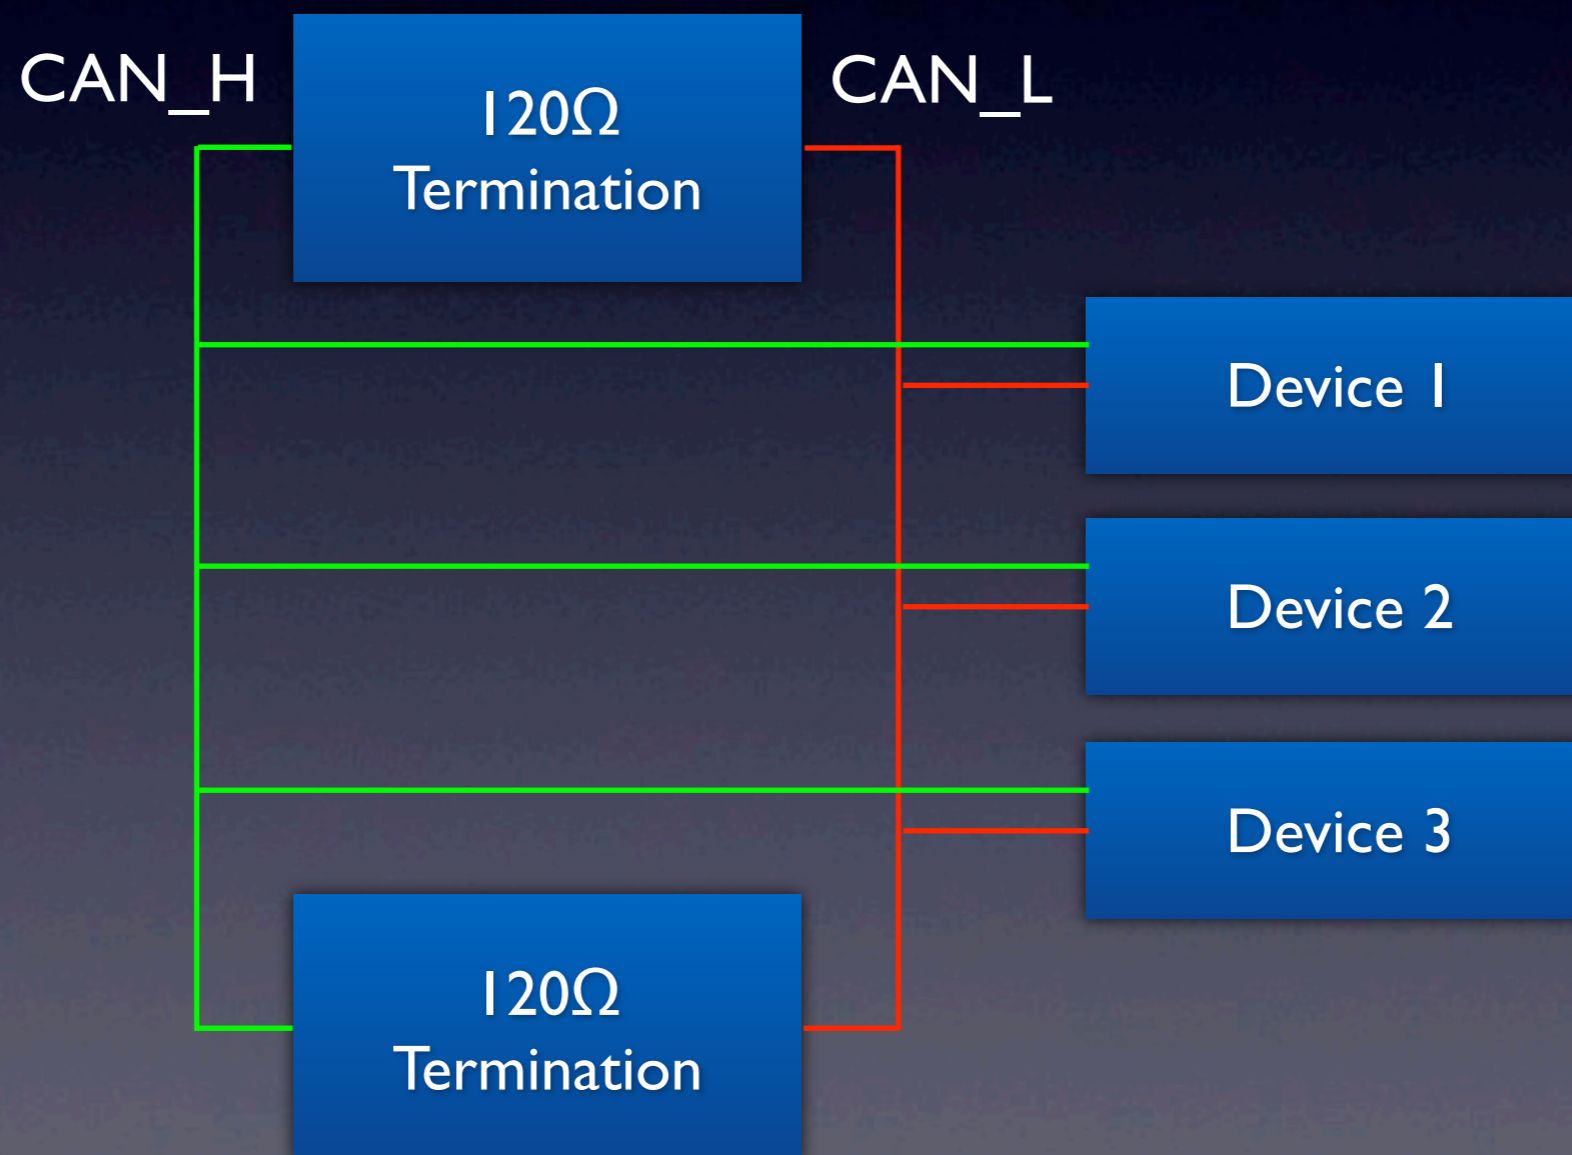 CAN_H
120Ω
Termination
CAN_L
Device 1
Device 2
Device 3
120Ω
Termination